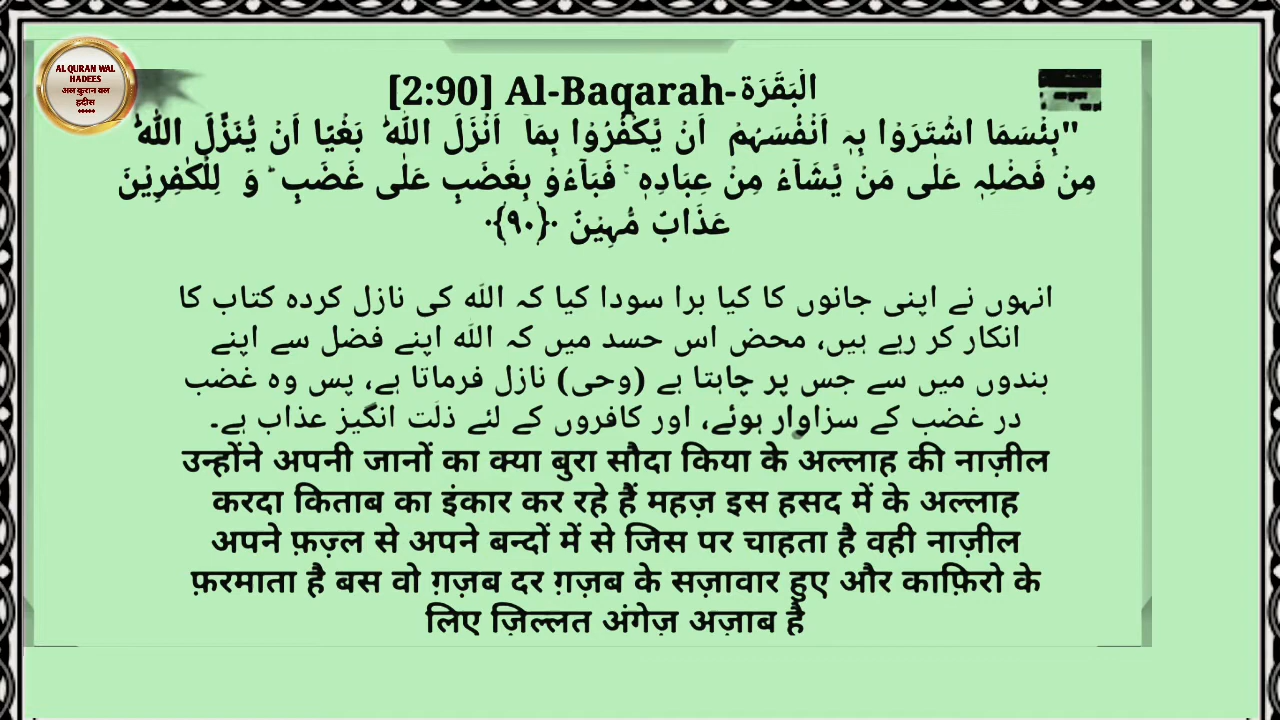 AL QURAN WAL
HADEES
अल कुरान वल
हदीस
[2:90] Al-Baqarah-الْبَقَرَة
"بِئۡسَمَا اشۡتَرَوۡا بِہٖۤ اَنۡفُسَہُمۡ اَنۡ یَّکۡفُرُوۡا بِمَاۤ اَنۡزَلَ اللّٰہُ بَغۡیًا اَنۡ یُّنَزِّلَ اللّٰہُ
مِنۡ فَضۡلِہٖ عَلٰی مَنۡ یَّشَآءُ مِنۡ عِبَادِہٖ ۚ فَبَآءُوۡ بِغَضَبٍ عَلٰی غَضَبٍ ؕ وَ لِلۡکٰفِرِیۡنَ
عَذَابٌ مُّہِیۡنٌ ﴿۹۰﴾
انہوں نے اپنی جانوں کا کیا برا سودا کیا کہ اللہ کی نازل کردہ کتاب کا
انکار کر رہے ہیں، محض اس حسد میں کہ اللہ اپنے فضل سے اپنے
بندوں میں سے جس پر چاہتا ہے (وحی) نازل فرماتا ہے، پس وہ غضب
در غضب کے سزاوار ہوئے، اور کافروں کے لئے ذلّت انگیز عذاب ہے۔
उन्होंने अपनी जानों का क्या बुरा सौदा किया के अल्लाह की नाज़ील
करदा किताब का इंकार कर रहे हैं महज़ इस हसद में के अल्लाह
अपने फ़ज़्ल से अपने बन्दों में से जिस पर चाहता है वही नाज़ील
फ़रमाता है बस वो ग़ज़ब दर ग़ज़ब के सज़ावार हुए और काफ़िरो के
लिए ज़िल्लत अंगेज़ अज़ाब है